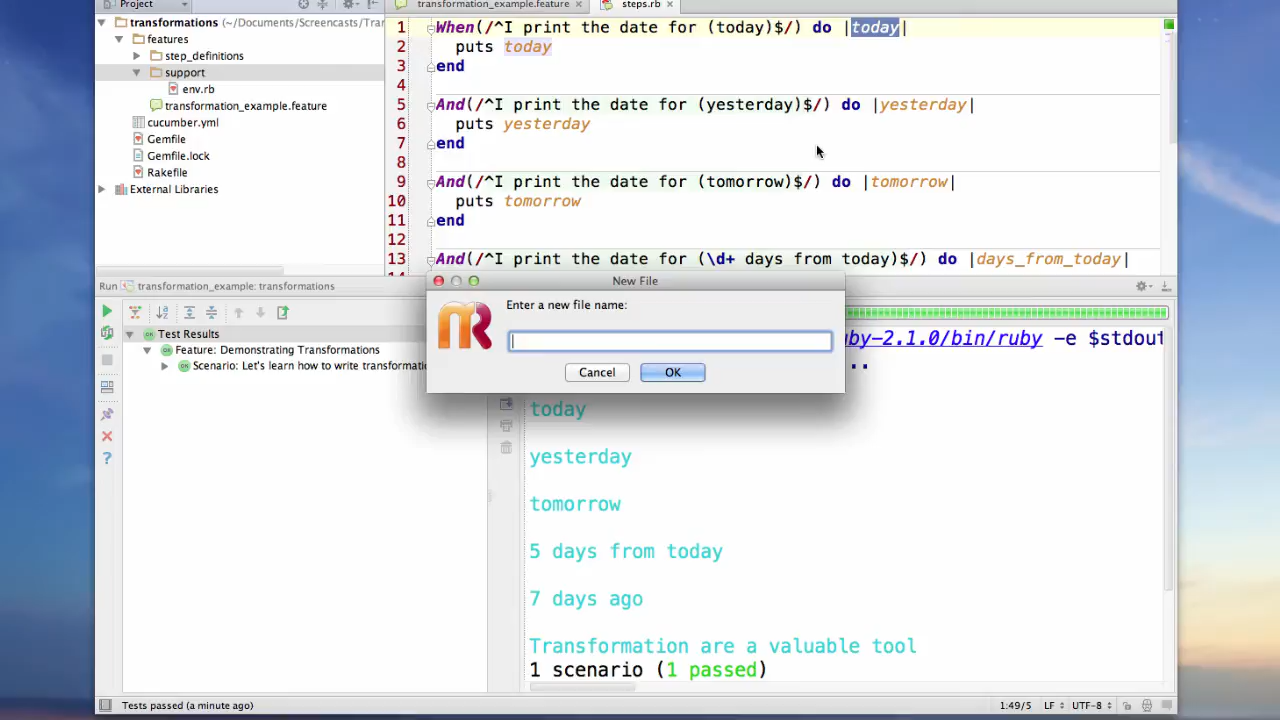 Project
transformation_example.feature
steps.rb
transformations (~/Documents/Screencasts/Tra
features
step_definitions
support
env.rb
transformation_example.feature
cucumber.yml
Gemfile
Gemfile.lock
Rakefile
External Libraries
1 When(/^I print the date for (today)$/) do |today|
2 puts today
3 end
4
5 And(/^I print the date for (yesterday)$/) do |yesterday|
6 puts yesterday
7 end
8
9 And(/^I print the date for (tomorrow)$/) do |tomorrow|
10 puts tomorrow
11 end
12
13 And(/^I print the date for (\d+ days from today)$/) do |days_from_today|
Run transformation_example: transformations
New File
Enter a new file name:
Cancel
OK
Test Results
Feature: Demonstrating Transformations
Scenario: Let's learn how to write transformatio
by-2.1.0/bin/ruby -e $stdout
..
today
yesterday
tomorrow
5 days from today
7 days ago
Transformation are a valuable tool
1 scenario (1 passed)
Tests passed (a minute ago)
1:49/5
LF
UTF-8